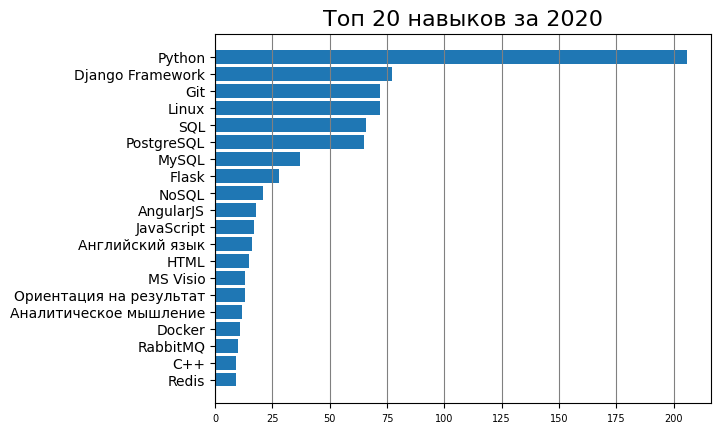 Топ 20 навыков за 2020
Python
Django Framework
Git
Linux
SQL
PostgreSQL
MySQL
Flask
NoSQL
AngularJS
JavaScript
Английский язык
HTML
MS Visio
Ориентация на результат
Аналитическое мышление
Docker
RabbitMQ
C++
Redis
0 25 50 75 100 125 150 175 200